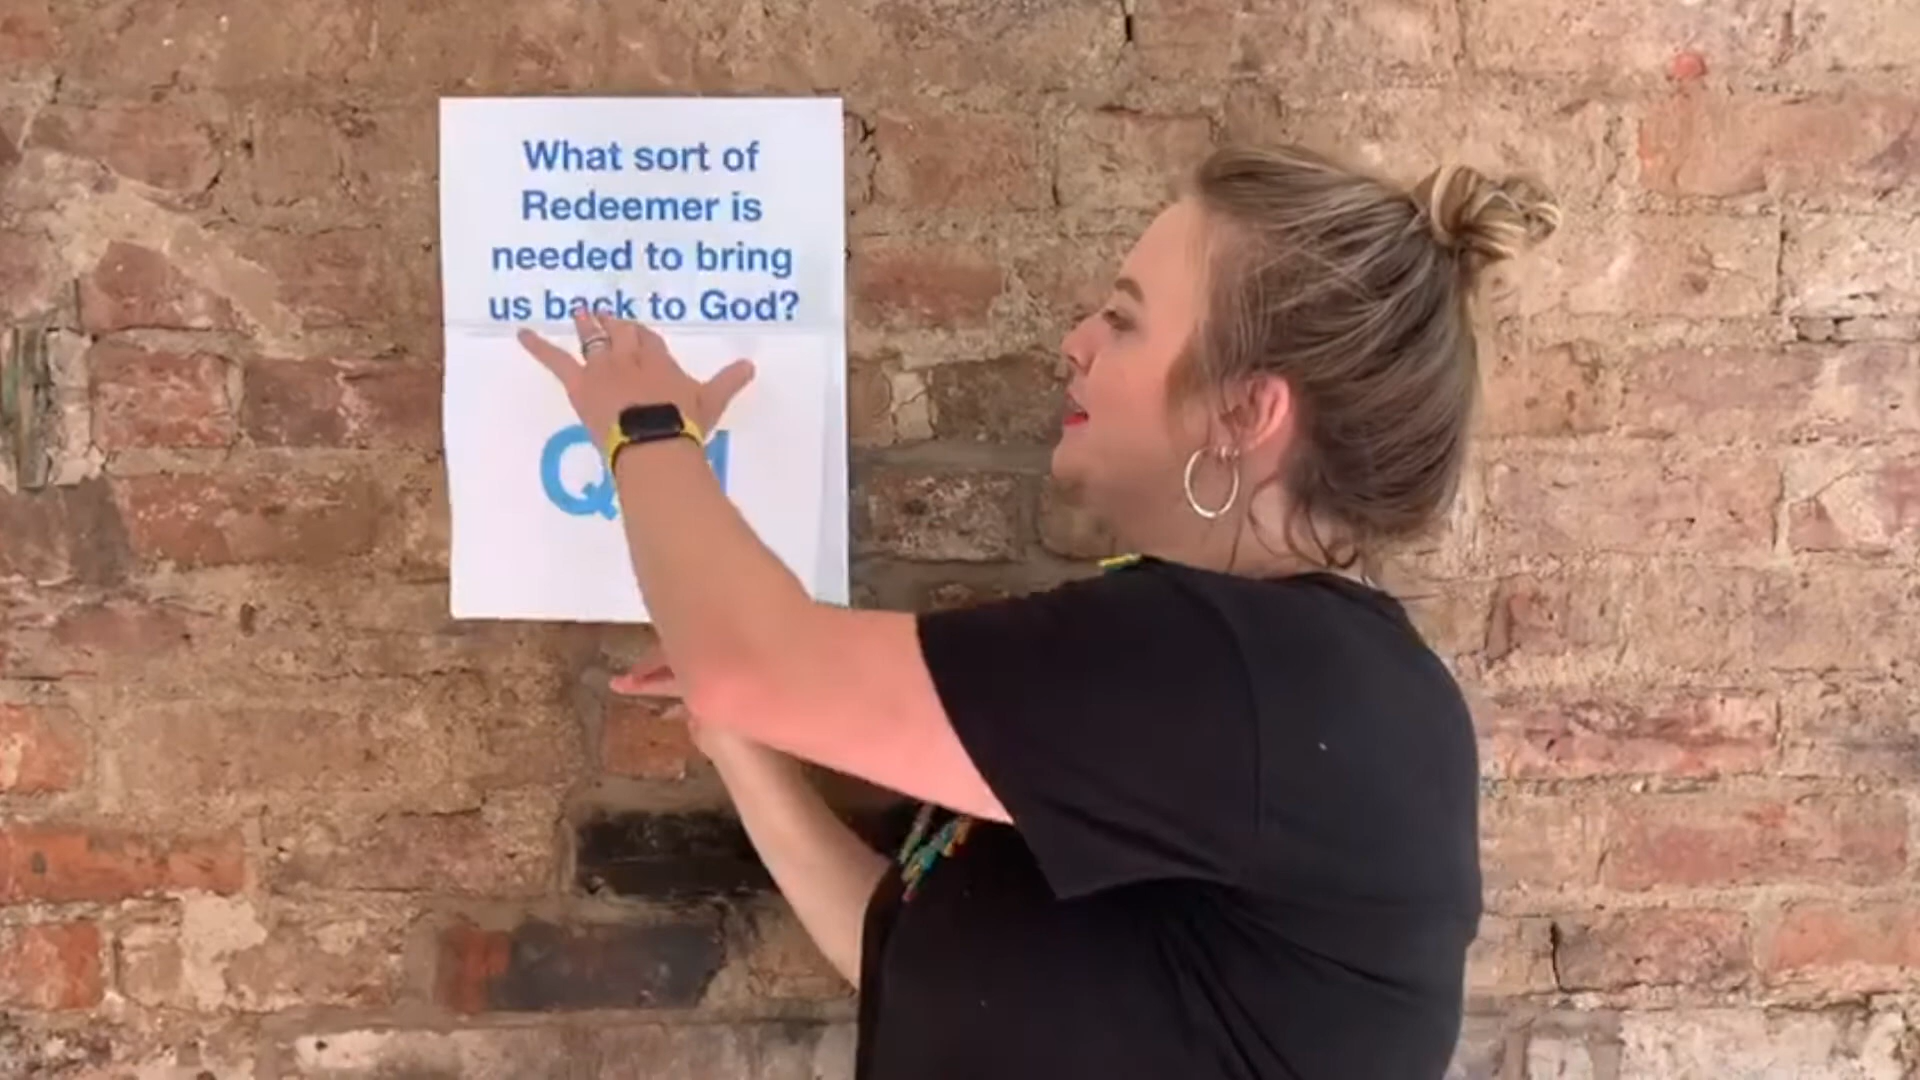 What sort of
Redeemer is
needed to bring
us back to God?